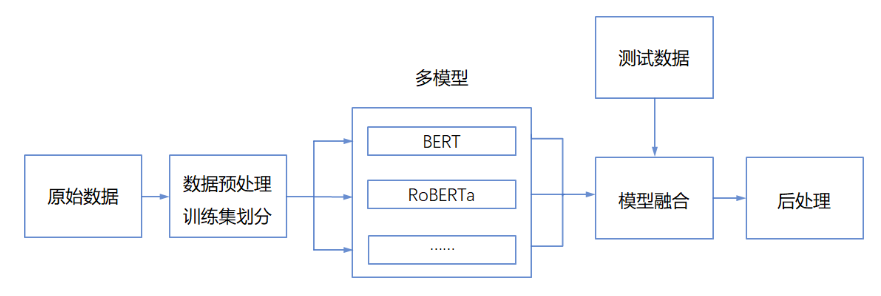 测试数据
多模型
BERT
原始数据
数据预处理
训练集划分
RoBERTa
模型融合
后处理
……